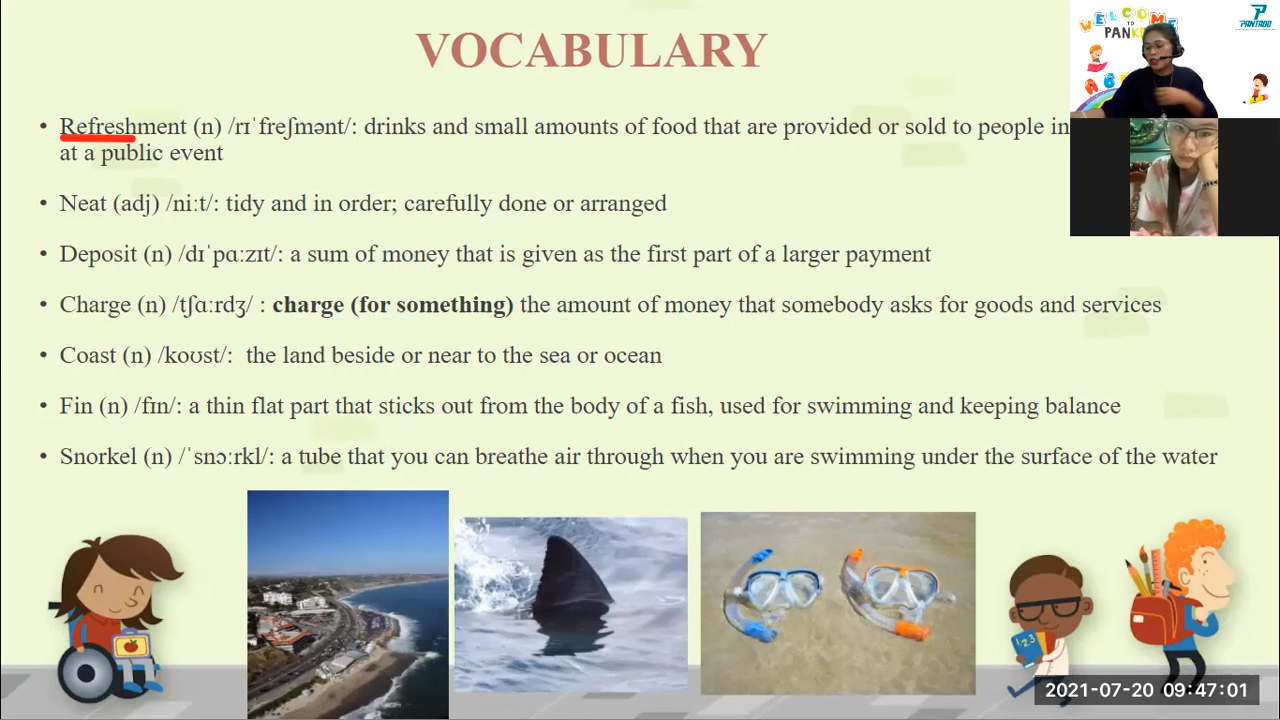 VOCABULARY
WELCOME
TO
PANKI
PANTADO
• Refreshment (n) /rɪˈfreʃmənt/: drinks and small amounts of food that are provided or sold to people in
at a public event
• Neat (adj) /niːt/: tidy and in order; carefully done or arranged
• Deposit (n) /dɪˈpɑːzɪt/: a sum of money that is given as the first part of a larger payment
• Charge (n) /tʃɑːrdʒ/ : charge (for something) the amount of money that somebody asks for goods and services
• Coast (n) /koʊst/: the land beside or near to the sea or ocean
• Fin (n) /fɪn/: a thin flat part that sticks out from the body of a fish, used for swimming and keeping balance
• Snorkel (n) /ˈsnɔːrkl/: a tube that you can breathe air through when you are swimming under the surface of the water
123
2021-07-20 09:47:01